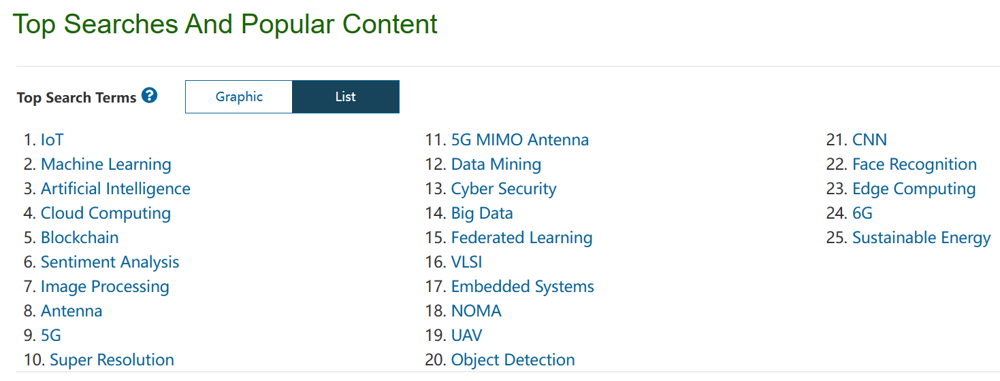 Top Searches And Popular Content
Top Search Terms ?
Graphic
List
1. IoT
2. Machine Learning
3. Artificial Intelligence
4. Cloud Computing
5. Blockchain
6. Sentiment Analysis
7. Image Processing
8. Antenna
9. 5G
10. Super Resolution
11. 5G MIMO Antenna
12. Data Mining
13. Cyber Security
14. Big Data
15. Federated Learning
16. VLSI
17. Embedded Systems
18. NOMA
19. UAV
20. Object Detection
21. CNN
22. Face Recognition
23. Edge Computing
24. 6G
25. Sustainable Energy